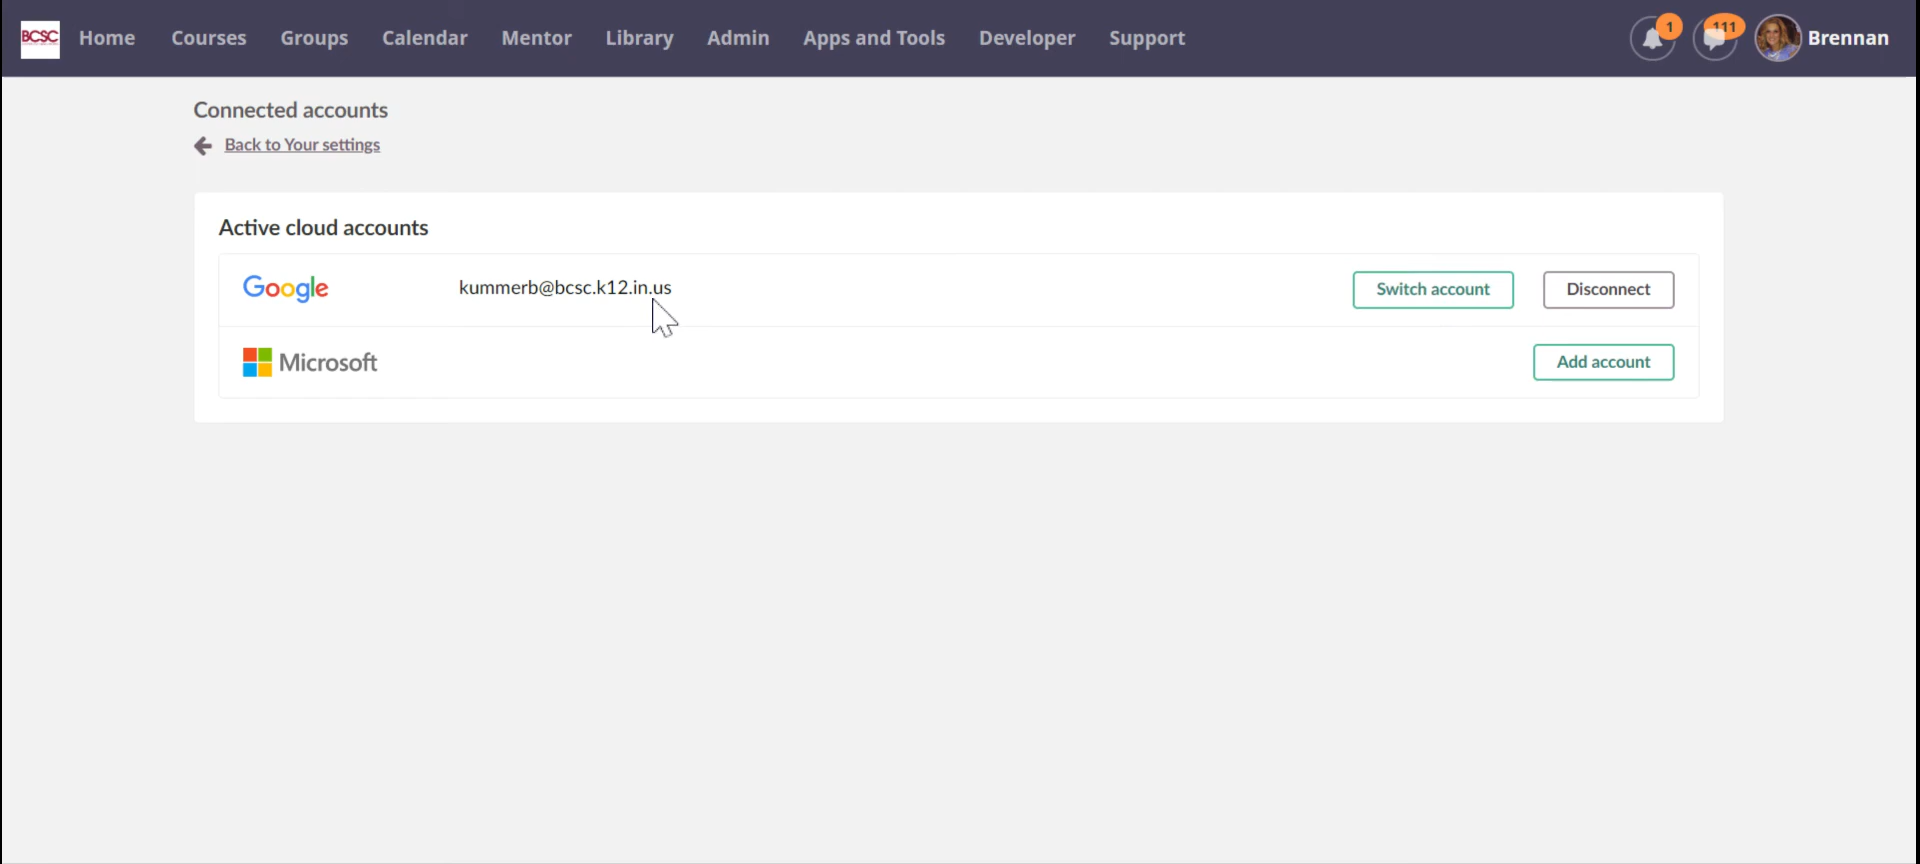 BCSC Home Courses Groups Calendar Mentor Library Admin Apps and Tools Developer Support 1 111 Brennan
Connected accounts
Back to Your settings
Active cloud accounts
Google kummerb@bcsc.k12.in.us Switch account Disconnect
Microsoft Add account